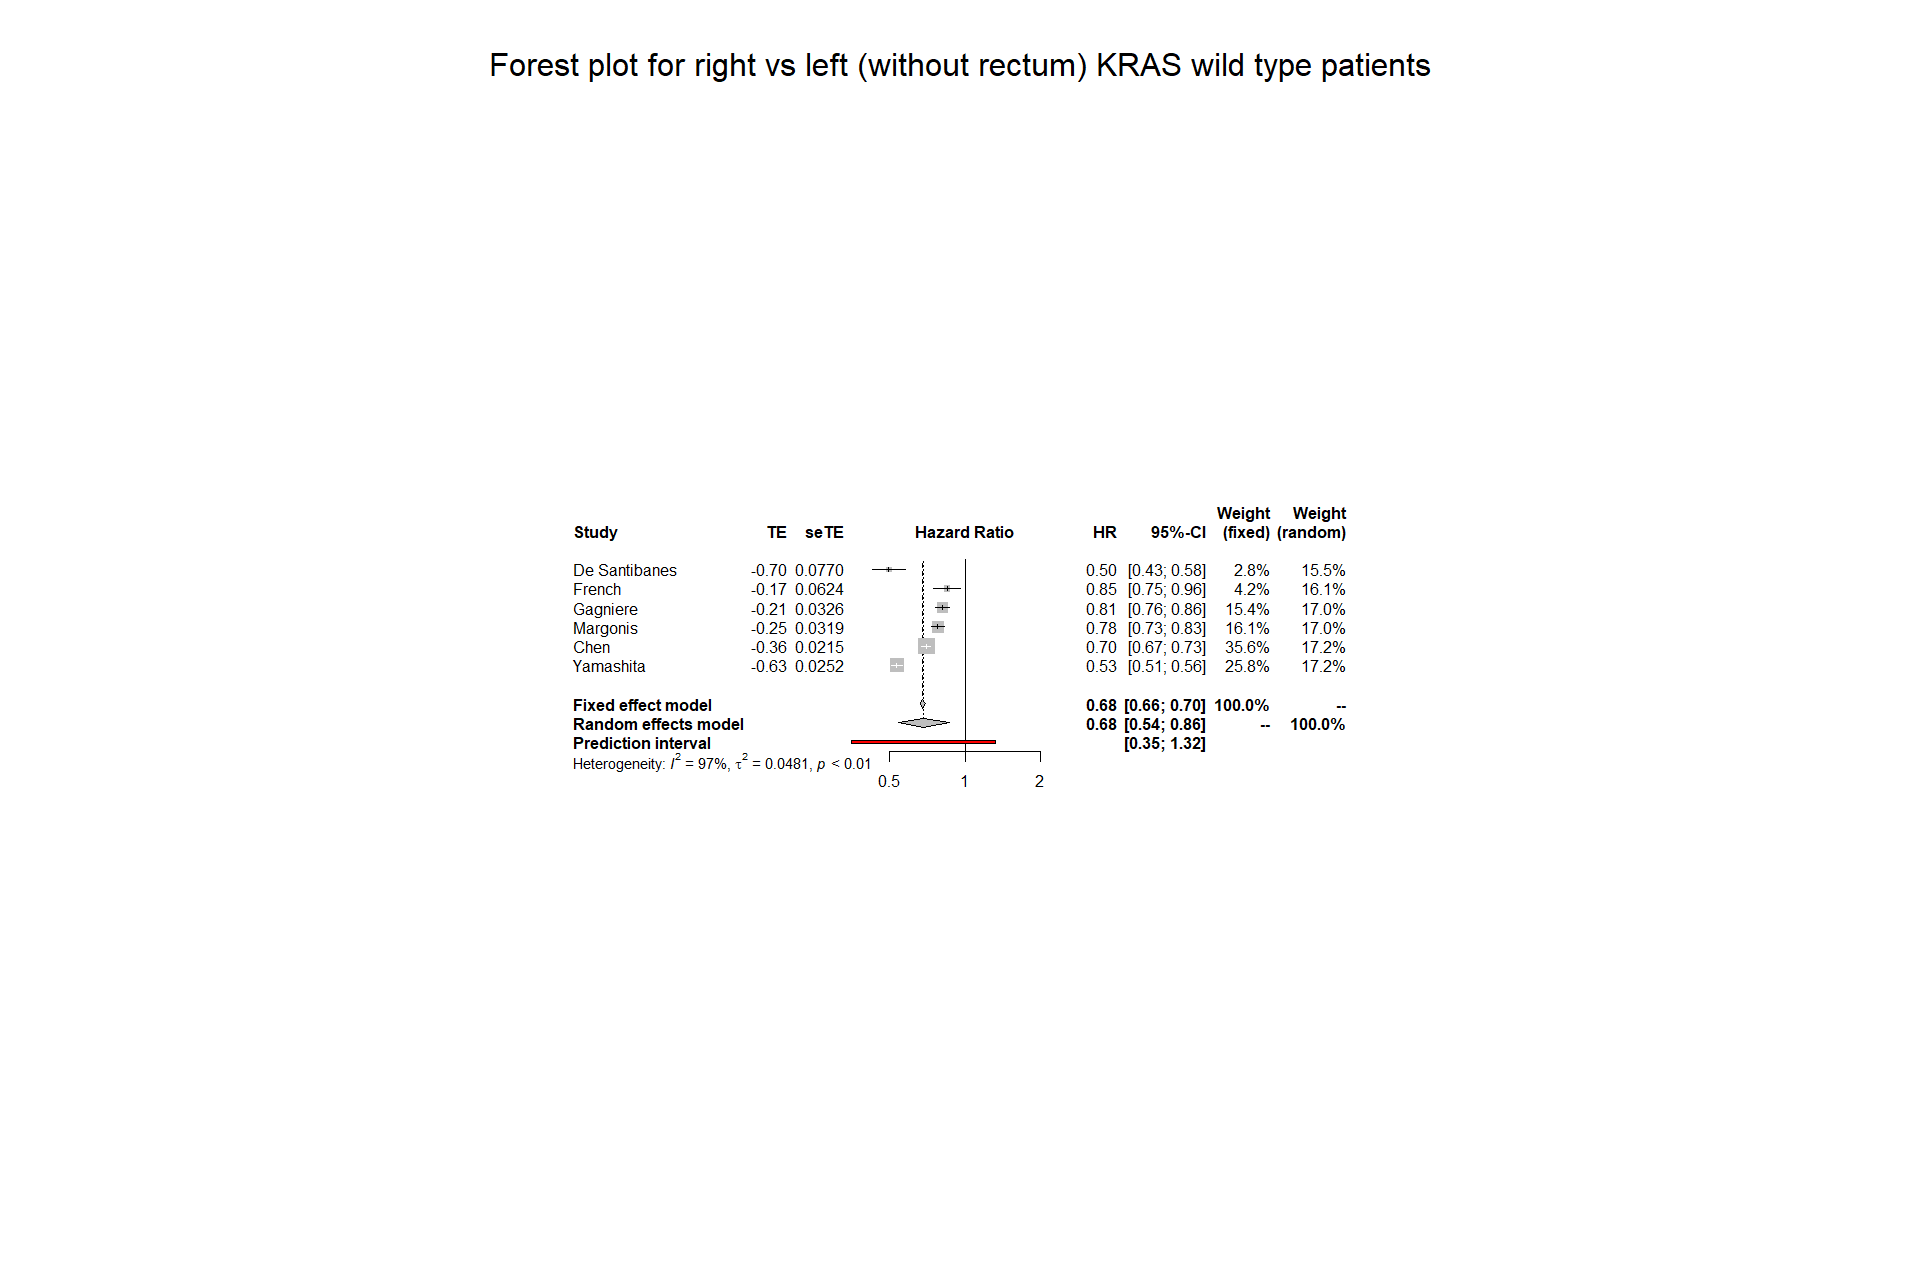 Forest plot for right vs left (without rectum) KRAS wild type patients
Weight Weight
Study TE seTE Hazard Ratio HR 95%-CI (fixed) (random)
De Santibanes -0.70 0.0770 0.50 [0.43; 0.58] 2.8% 15.5%
French -0.17 0.0624 0.85 [0.75; 0.96] 4.2% 16.1%
Gagniere -0.21 0.0326 0.81 [0.76; 0.86] 15.4% 17.0%
Margonis -0.25 0.0319 0.78 [0.73; 0.83] 16.1% 17.0%
Chen -0.36 0.0215 0.70 [0.67; 0.73] 35.6% 17.2%
Yamashita -0.63 0.0252 0.53 [0.51; 0.56] 25.8% 17.2%
Fixed effect model 0.68 [0.66; 0.70] 100.0% --
Random effects model 0.68 [0.54; 0.86] -- 100.0%
Prediction interval [0.35; 1.32]
Heterogeneity: I² = 97%, τ² = 0.0481, p < 0.01
0.5 1 2